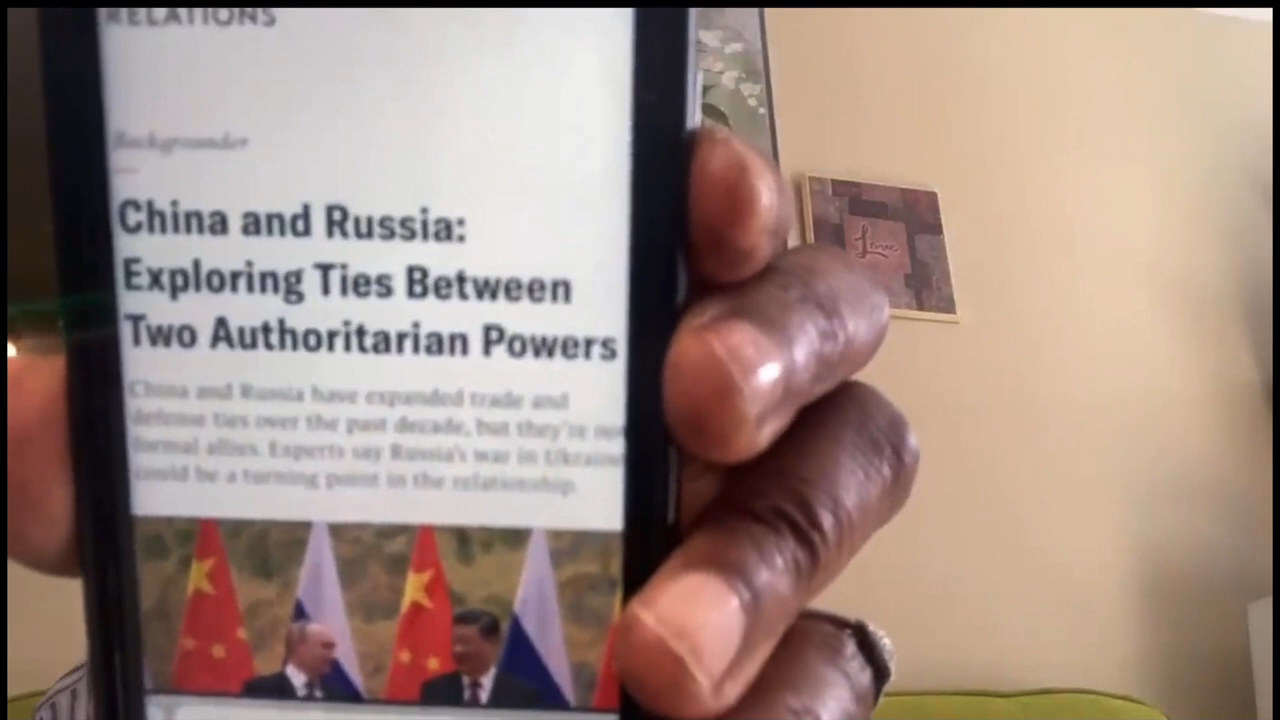 RELATIONS
Backgrounder
China and Russia:
Exploring Ties Between
Two Authoritarian Powers
China and Russia have expanded trade and
defense ties over the past decade, but they're not
formal allies. Experts say Russia's war in Ukraine
could be a turning point in the relationship.
Love